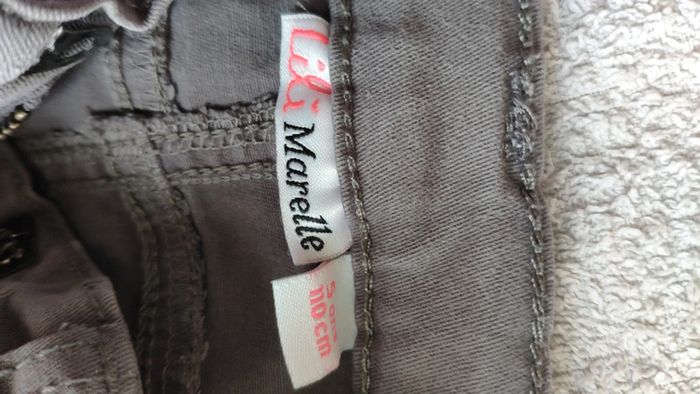 Lili
Marelle
5 ans
110 cm